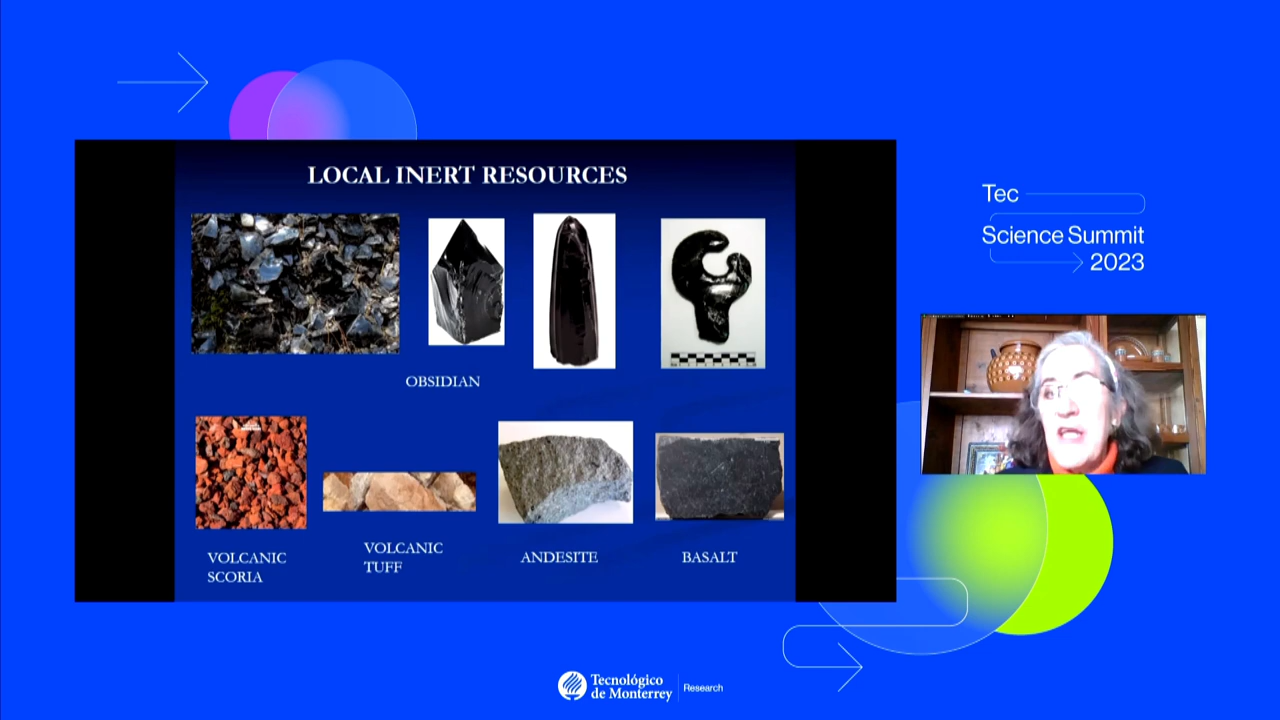 LOCAL INERT RESOURCES
OBSIDIAN
VOLCANIC
SCORIA
VOLCANIC
TUFF
ANDESITE
BASALT
Tec
Science Summit
2023
Tecnológico
de Monterrey
Research